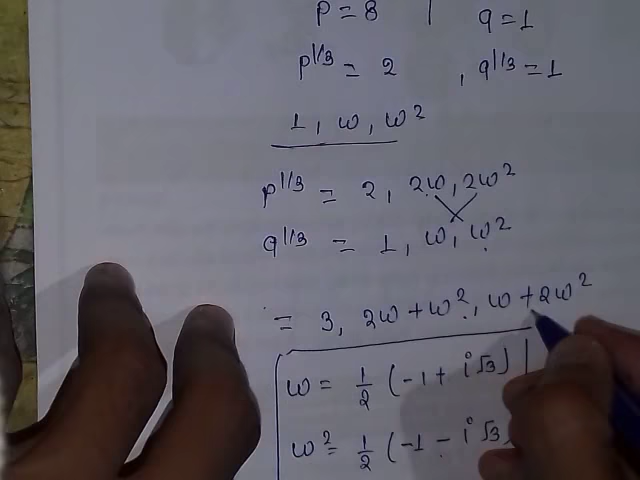 p = 8 | q = 1
p^1/3 = 2 , q^1/3 = 1
1, ω, ω²
p^1/3 = 2, 2ω, 2ω²
q^1/3 = 1, ω, ω²
= 3, 2ω + ω², ω + 2ω²
ω = 1/2 (-1 + i√3)
ω² = 1/2 (-1 - i√3)